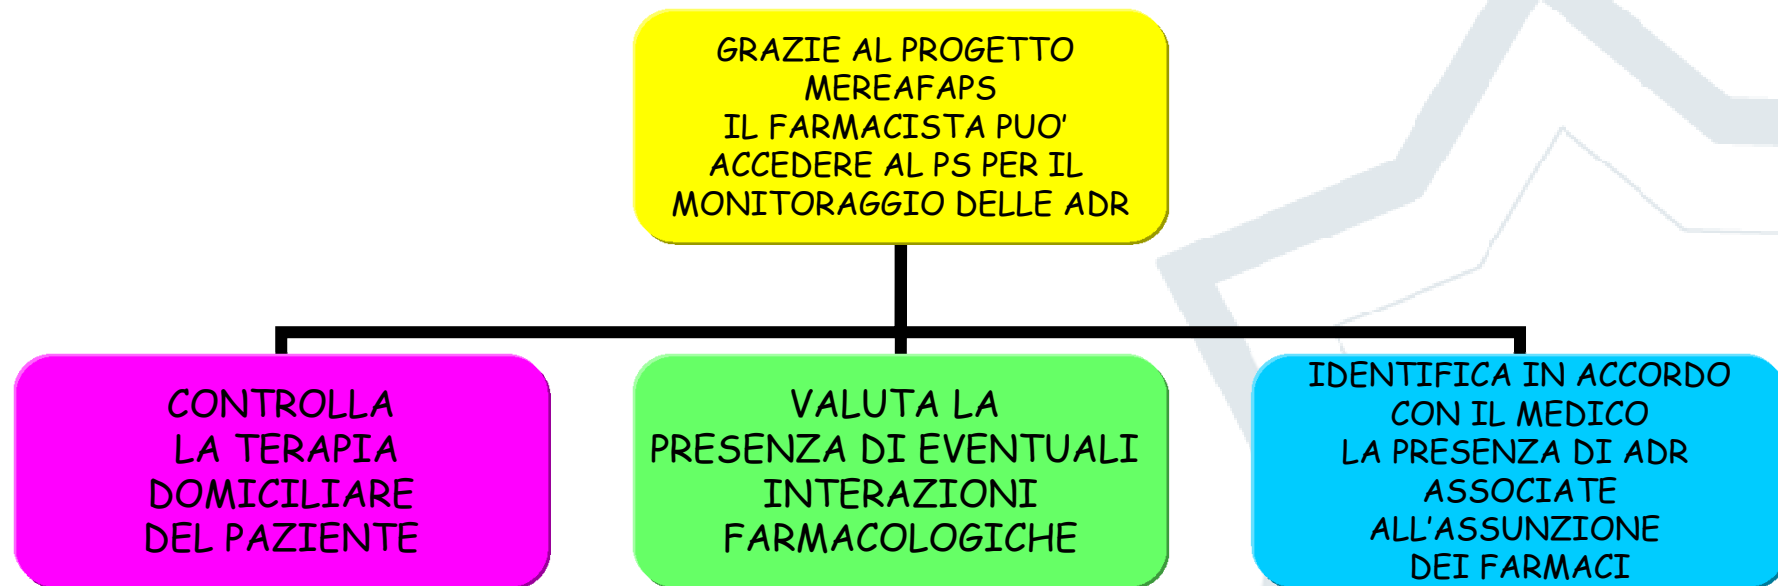 GRAZIE AL PROGETTO
MEREAFAPS
IL FARMACISTA PUO'
ACCEDERE AL PS PER IL
MONITORAGGIO DELLE ADR
CONTROLLA
LA TERAPIA
DOMICILIARE
DEL PAZIENTE
VALUTA LA
PRESENZA DI EVENTUALI
INTERAZIONI
FARMACOLOGICHE
IDENTIFICA IN ACCORDO
CON IL MEDICO
LA PRESENZA DI ADR
ASSOCIATE
ALL'ASSUNZIONE
DEI FARMACI